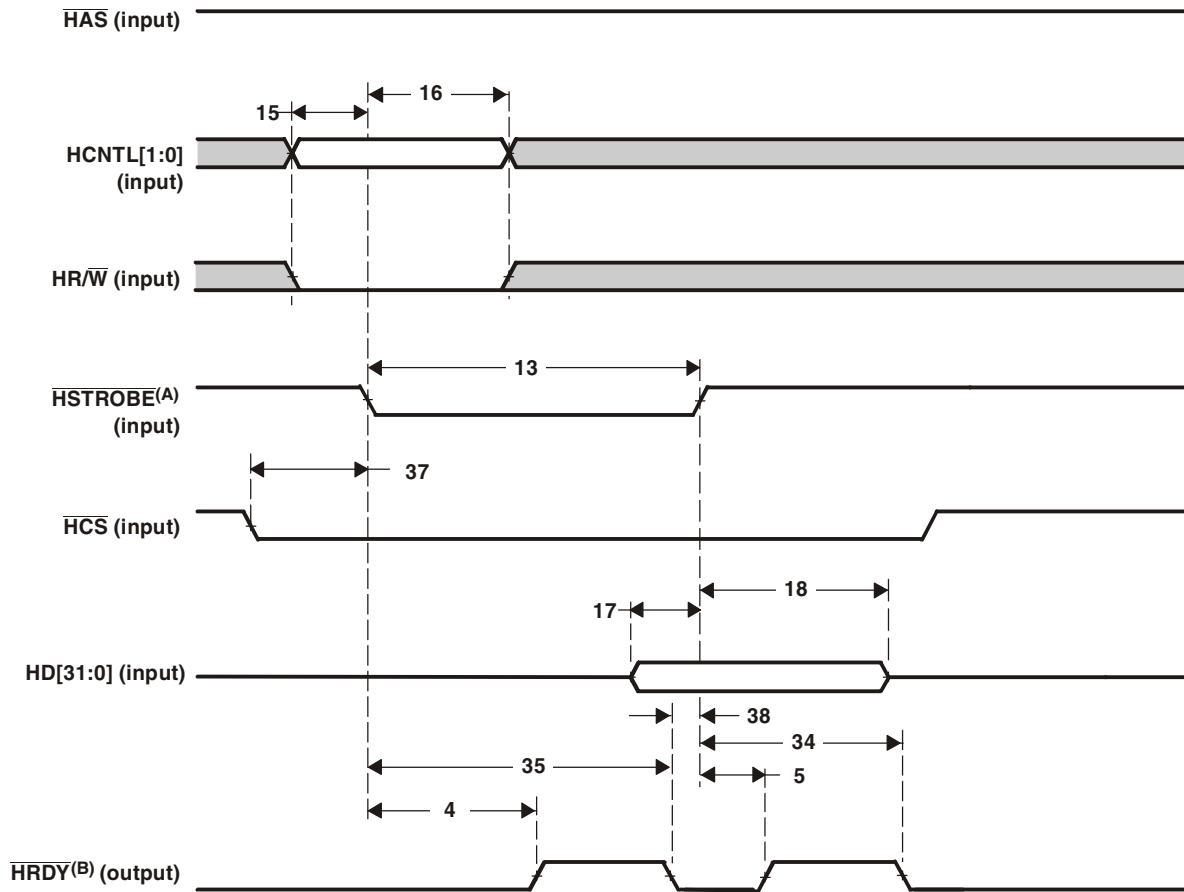 HAS (input)
16
15
HCNTL[1:0]
(input)
HR/W (input)
13
HSTROBE(A)
(input)
37
HCS (input)
18
17
HD[31:0] (input)
38
34
35
5
4
HRDY(B) (output)